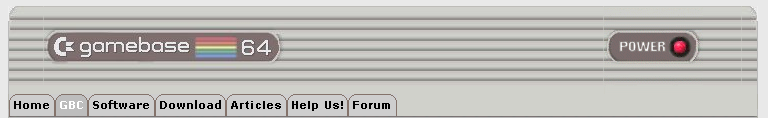 gamebase 64 POWER
Home GBC Software Download Articles Help Us! Forum